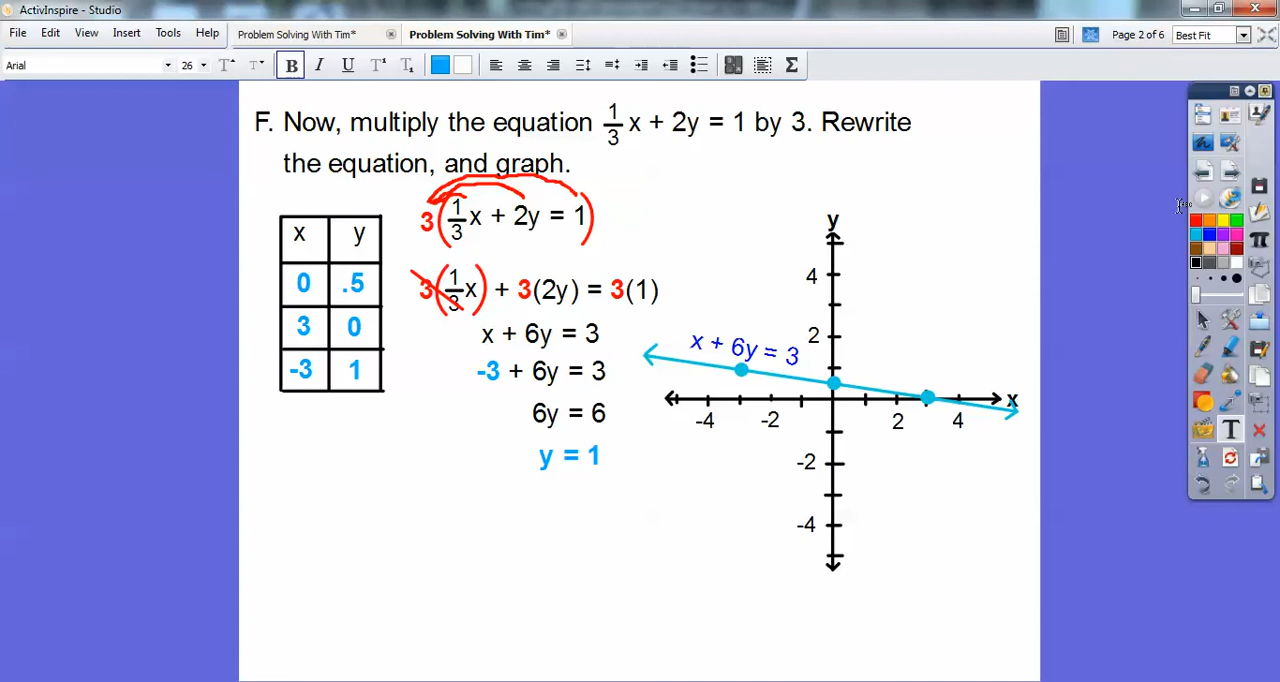 ActivInspire - Studio
File Edit View Insert Tools Help
Problem Solving With Tim* Problem Solving With Tim*
Page 2 of 6 Best Fit
Arial 26 B I U
F. Now, multiply the equation 1/3x + 2y = 1 by 3. Rewrite
the equation, and graph.
x y
0 .5
3 0
-3 1
3(1/3x + 2y = 1)
3(1/3x) + 3(2y) = 3(1)
x + 6y = 3
-3 + 6y = 3
6y = 6
y = 1
y
4
2
x + 6y = 3
x
-4 -2 2 4
-2
-4